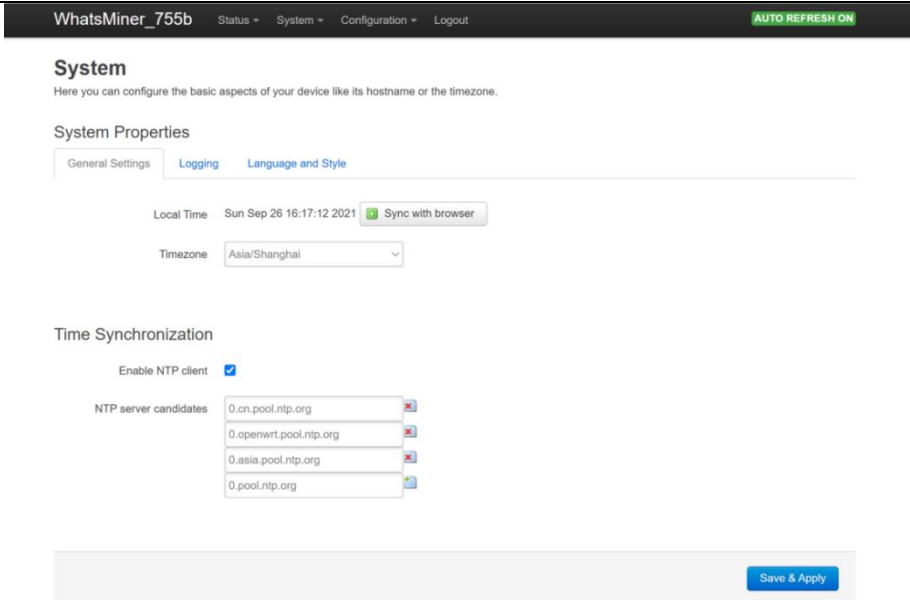 WhatsMiner_755b Status System Configuration Logout AUTO REFRESH ON
System
Here you can configure the basic aspects of your device like its hostname or the timezone.
System Properties
General Settings Logging Language and Style
Local Time Sun Sep 26 16:17:12 2021 Sync with browser
Timezone Asia/Shanghai
Time Synchronization
Enable NTP client
NTP server candidates 0.cn.pool.ntp.org
0.openwrt.pool.ntp.org
0.asia.pool.ntp.org
0.pool.ntp.org
Save & Apply